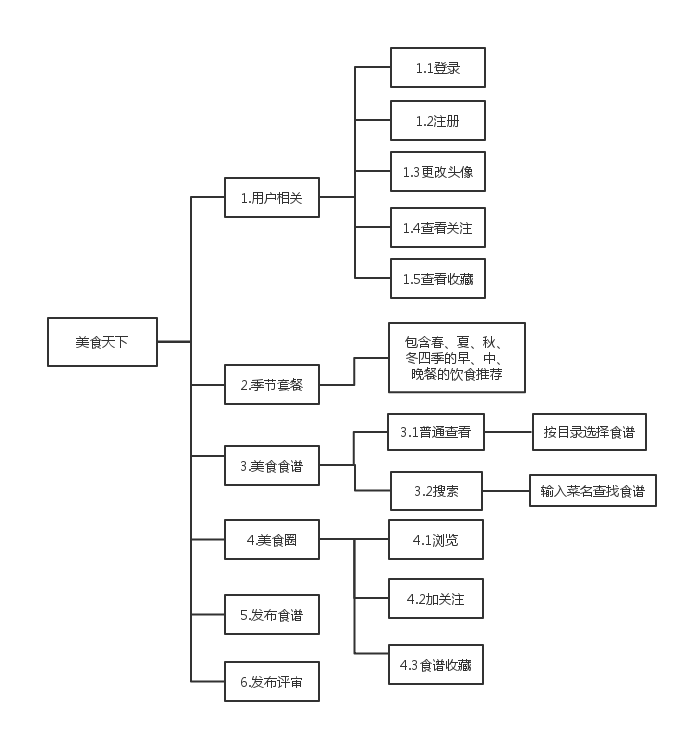 美食天下
1.用户相关
1.1登录
1.2注册
1.3更改头像
1.4查看关注
1.5查看收藏
2.季节套餐
包含春、夏、秋、
冬四季的早、中、
晚餐的饮食推荐
3.美食食谱
3.1普通查看
按目录选择食谱
3.2搜索
输入菜名查找食谱
4.美食圈
4.1浏览
4.2加关注
4.3食谱收藏
5.发布食谱
6.发布评审